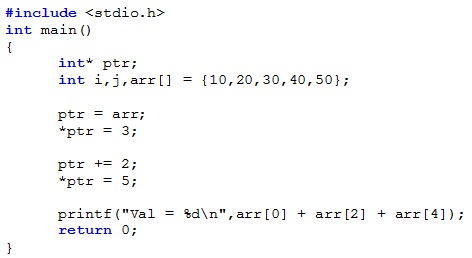 #include <stdio.h>
int main()
{
int* ptr;
int i,j,arr[] = {10,20,30,40,50};
ptr = arr;
*ptr = 3;
ptr += 2;
*ptr = 5;
printf("Val = %d\n",arr[0] + arr[2] + arr[4]);
return 0;
}